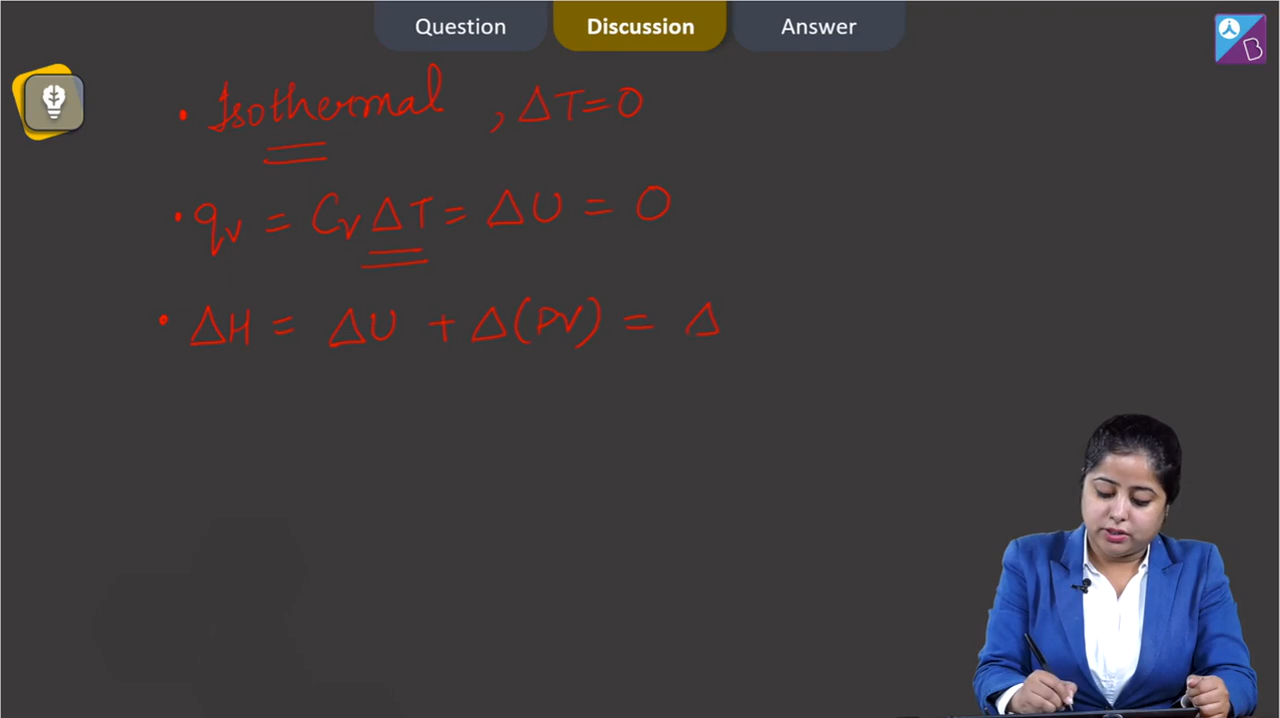 Question Discussion Answer
• Isothermal, ΔT=0
• qᵥ = Cᵥ ΔT = ΔU = 0
• ΔH = ΔU + Δ(PV) = Δ
B